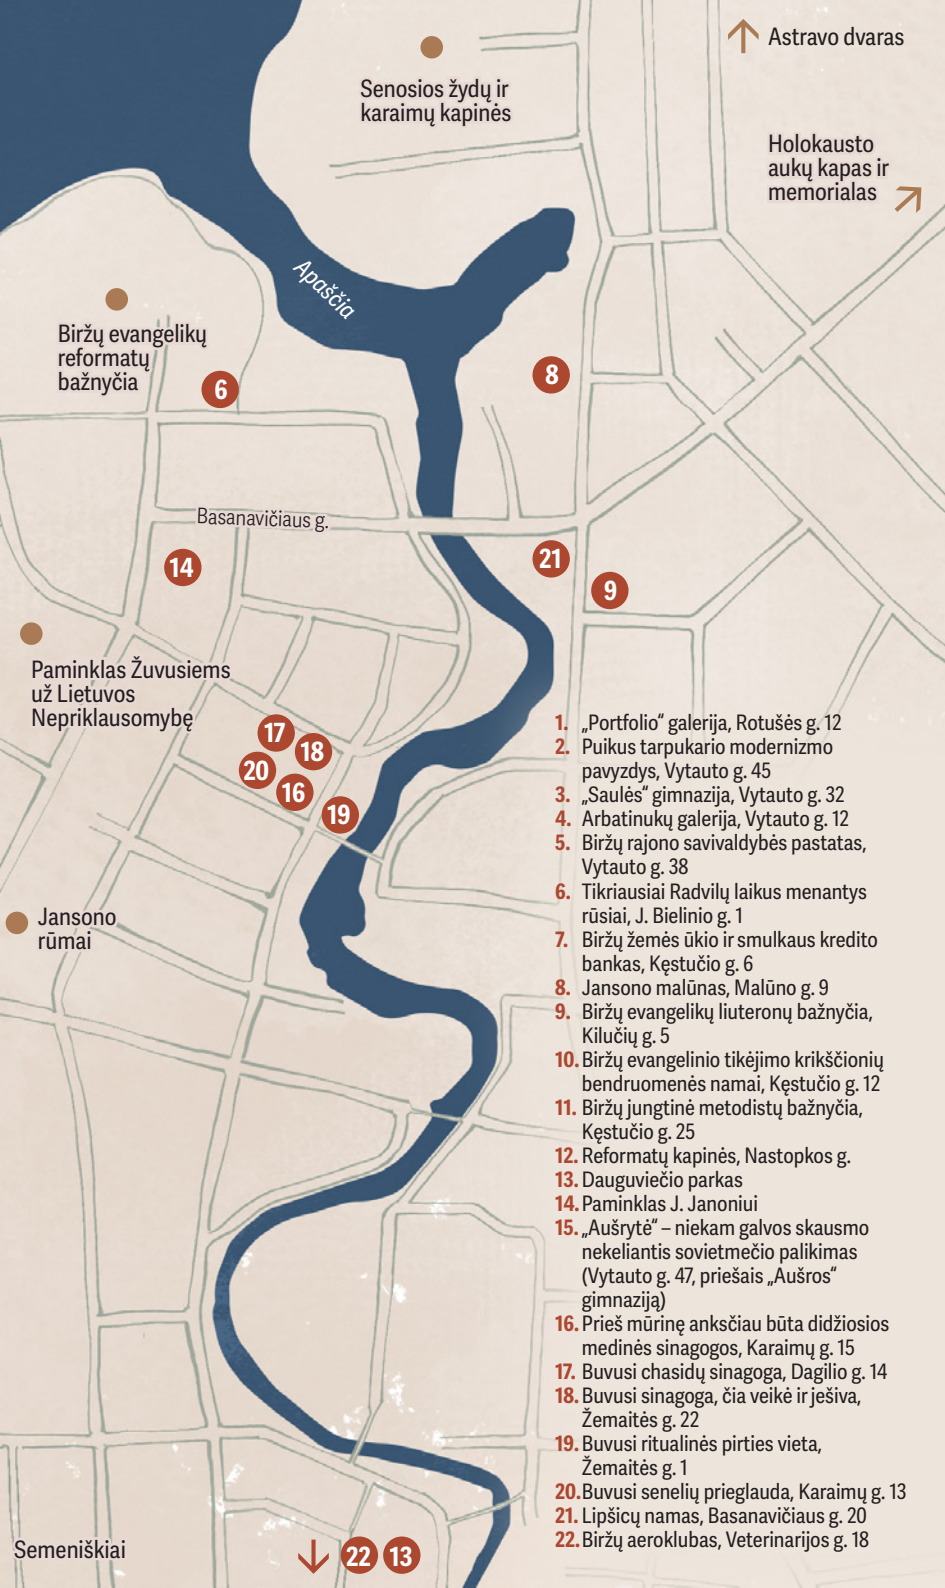 Astravo dvaras
Senosios žydų ir
karaimų kapinės
Holokausto
aukų kapas ir
memorialas
Apaščia
Biržų evangelikų
reformatų
bažnyčia
6
8
Basanavičiaus g.
14
21
9
Paminklas Žuvusiems
už Lietuvos
Nepriklausomybę
17
18
20
16
19
Jansono
rūmai
1. „Portfolio“ galerija, Rotušės g. 12
2. Puikus tarpukario modernizmo
pavyzdys, Vytauto g. 45
3. „Saulės“ gimnazija, Vytauto g. 32
4. Arbatinukų galerija, Vytauto g. 12
5. Biržų rajono savivaldybės pastatas,
Vytauto g. 38
6. Tikriausiai Radvilų laikus menantys
rūsiai, J. Bielinio g. 1
7. Biržų žemės ūkio ir smulkaus kredito
bankas, Kęstučio g. 6
8. Jansono malūnas, Malūno g. 9
9. Biržų evangelikų liuteronų bažnyčia,
Kilučių g. 5
10. Biržų evangelinio tikėjimo krikščionių
bendruomenės namai, Kęstučio g. 12
11. Biržų jungtinė metodistų bažnyčia,
Kęstučio g. 25
12. Reformatų kapinės, Nastopkos g.
13. Dauguviečio parkas
14. Paminklas J. Janoniui
15. „Aušrytė“ – niekam galvos skausmo
nekeliantis sovietmečio palikimas
(Vytauto g. 47, priešais „Aušros“
gimnaziją)
16. Prieš mūrinę anksčiau būta didžiosios
medinės sinagogos, Karaimų g. 15
17. Buvusi chasidų sinagoga, Dagilio g. 14
18. Buvusi sinagoga, čia veikė ir ješiva,
Žemaitės g. 22
19. Buvusi ritualinės pirties vieta,
Žemaitės g. 1
20. Buvusi senelių prieglauda, Karaimų g. 13
21. Lipšicų namas, Basanavičiaus g. 20
22. Biržų aeroklubas, Veterinarijos g. 18
Semeniškiai
22
13